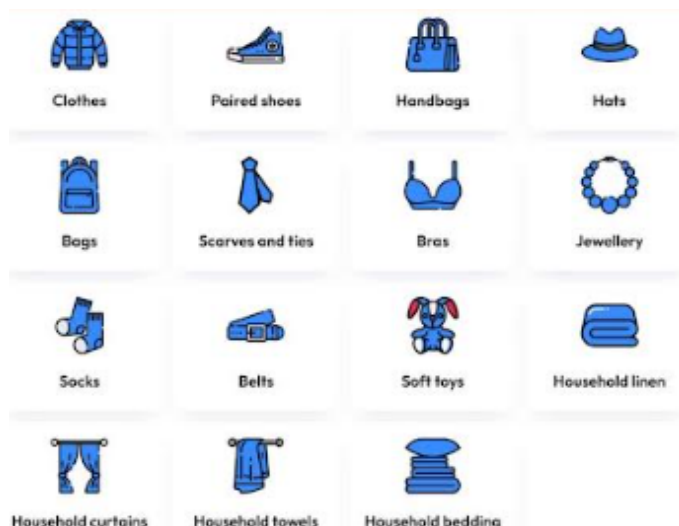 Clothes
Paired shoes
Handbags
Hats
Bags
Scarves and ties
Bras
Jewellery
Socks
Belts
Soft toys
Household linen
Household curtains
Household towels
Household bedding